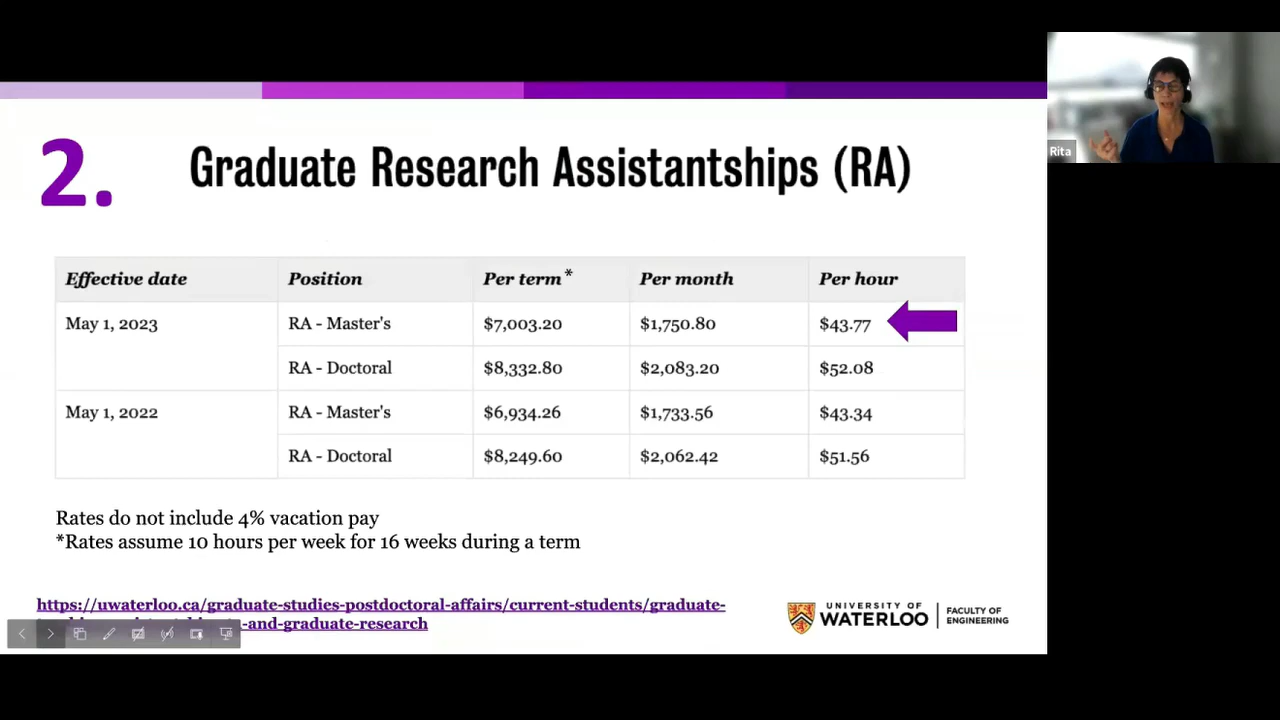 2. Graduate Research Assistantships (RA)
Rita
Effective date Position Per term* Per month Per hour
May 1, 2023 RA - Master's $7,003.20 $1,750.80 $43.77
RA - Doctoral $8,332.80 $2,083.20 $52.08
May 1, 2022 RA - Master's $6,934.26 $1,733.56 $43.34
RA - Doctoral $8,249.60 $2,062.42 $51.56
Rates do not include 4% vacation pay
*Rates assume 10 hours per week for 16 weeks during a term
https://uwaterloo.ca/graduate-studies-postdoctoral-affairs/current-students/graduate-
-and-graduate-research
UNIVERSITY OF
WATERLOO
FACULTY OF
ENGINEERING